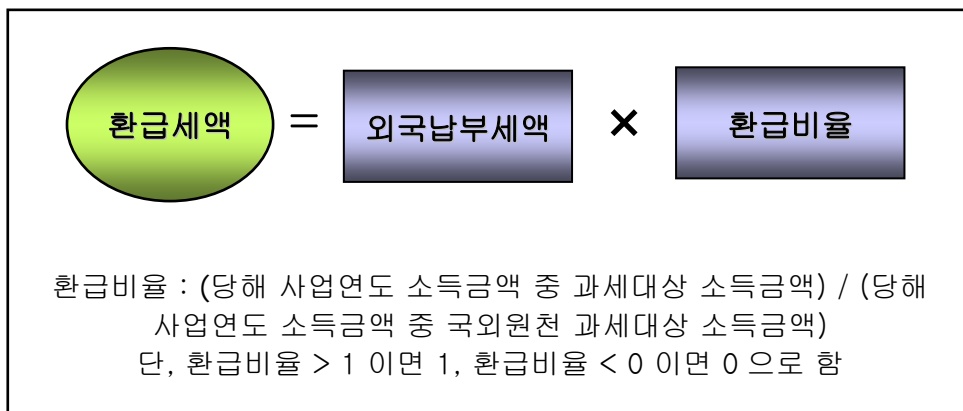 환급세액 = 외국납부세액 × 환급비율
환급비율 : (당해 사업연도 소득금액 중 과세대상 소득금액) / (당해
사업연도 소득금액 중 국외원천 과세대상 소득금액)
단, 환급비율 > 1 이면 1, 환급비율 < 0 이면 0 으로 함